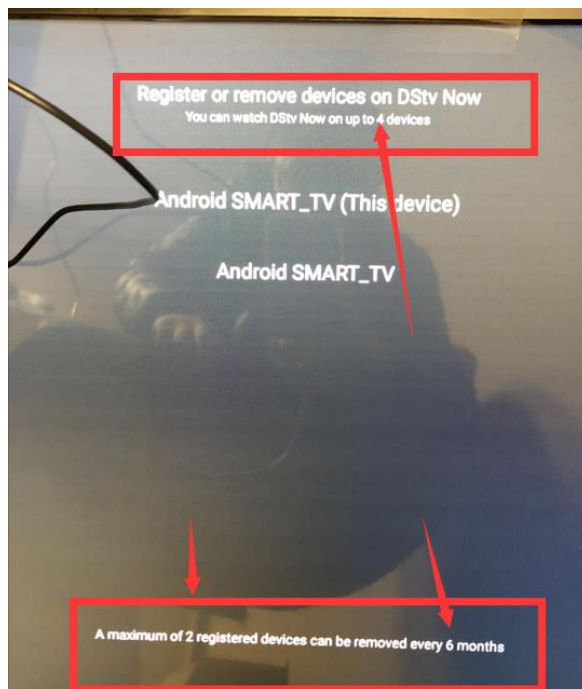 Register or remove devices on DStv Now
You can watch DStv Now on up to 4 devices
Android SMART_TV (This device)
Android SMART_TV
A maximum of 2 registered devices can be removed every 6 months